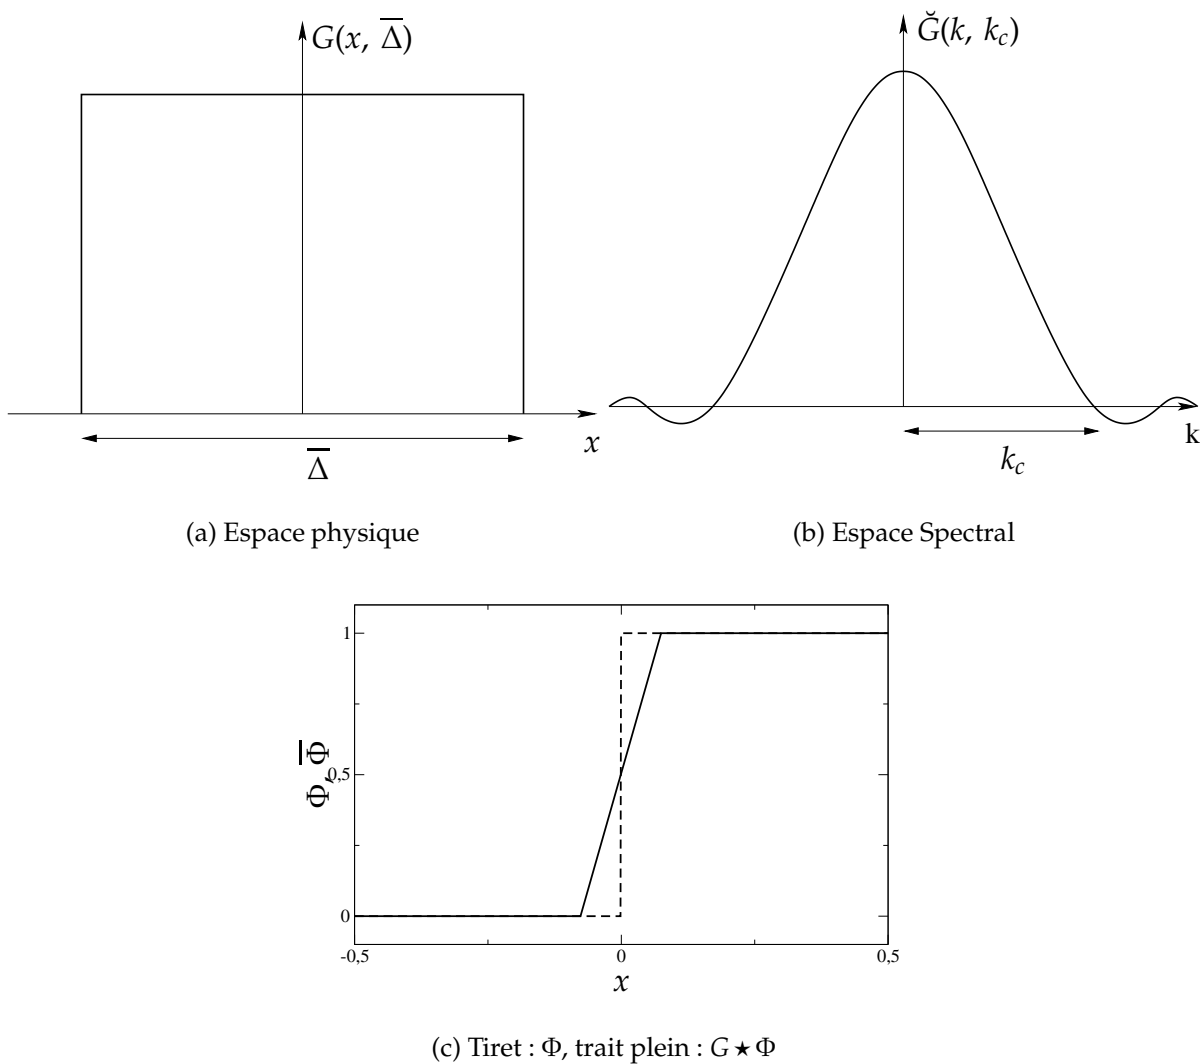 G(x, Δ̅)
Ğ(k, k_c)
x
k
Δ̅
k_c
(a) Espace physique
(b) Espace Spectral
1
Φ, Φ̅
0,5
0
-0,5
0
0,5
x
(c) Tiret : Φ, trait plein : G ⋆ Φ